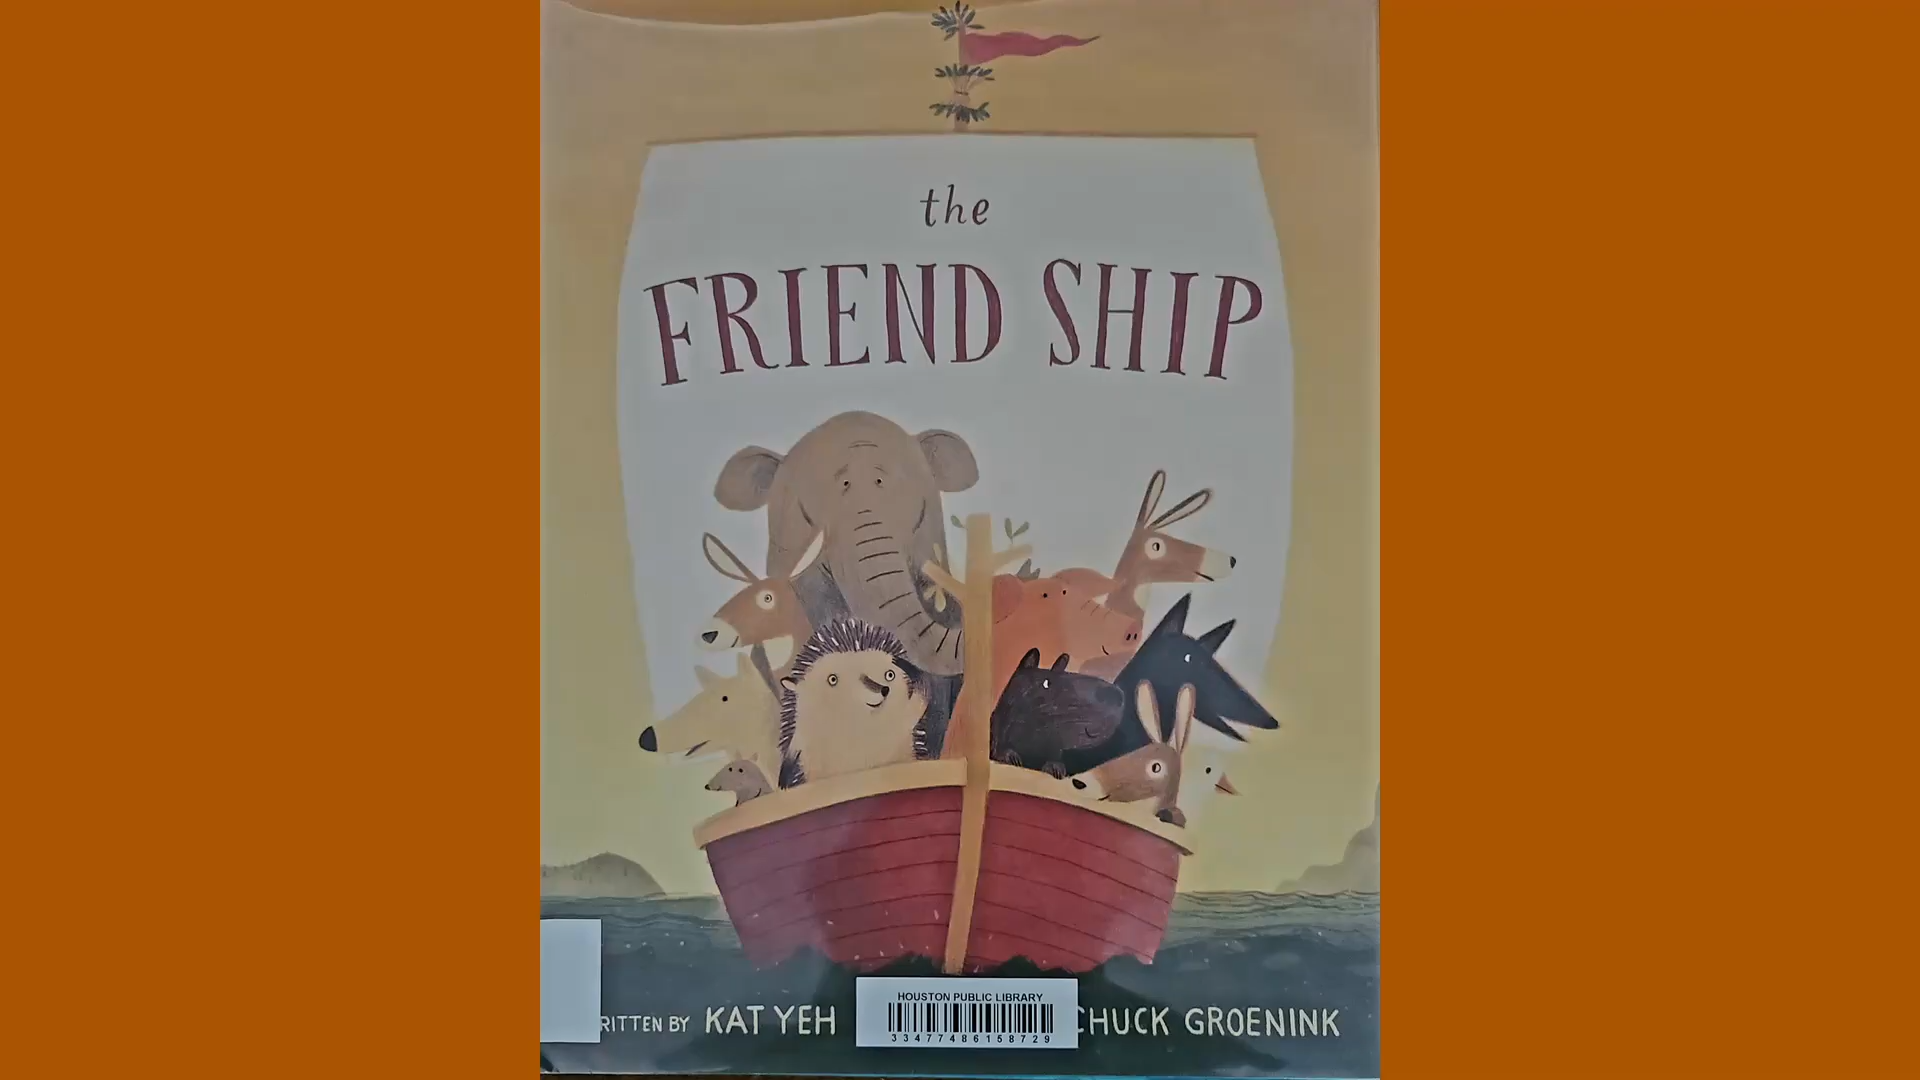 the
FRIEND SHIP
RITTEN BY KAT YEH
HOUSTON PUBLIC LIBRARY
33477486158729
CHUCK GROENINK